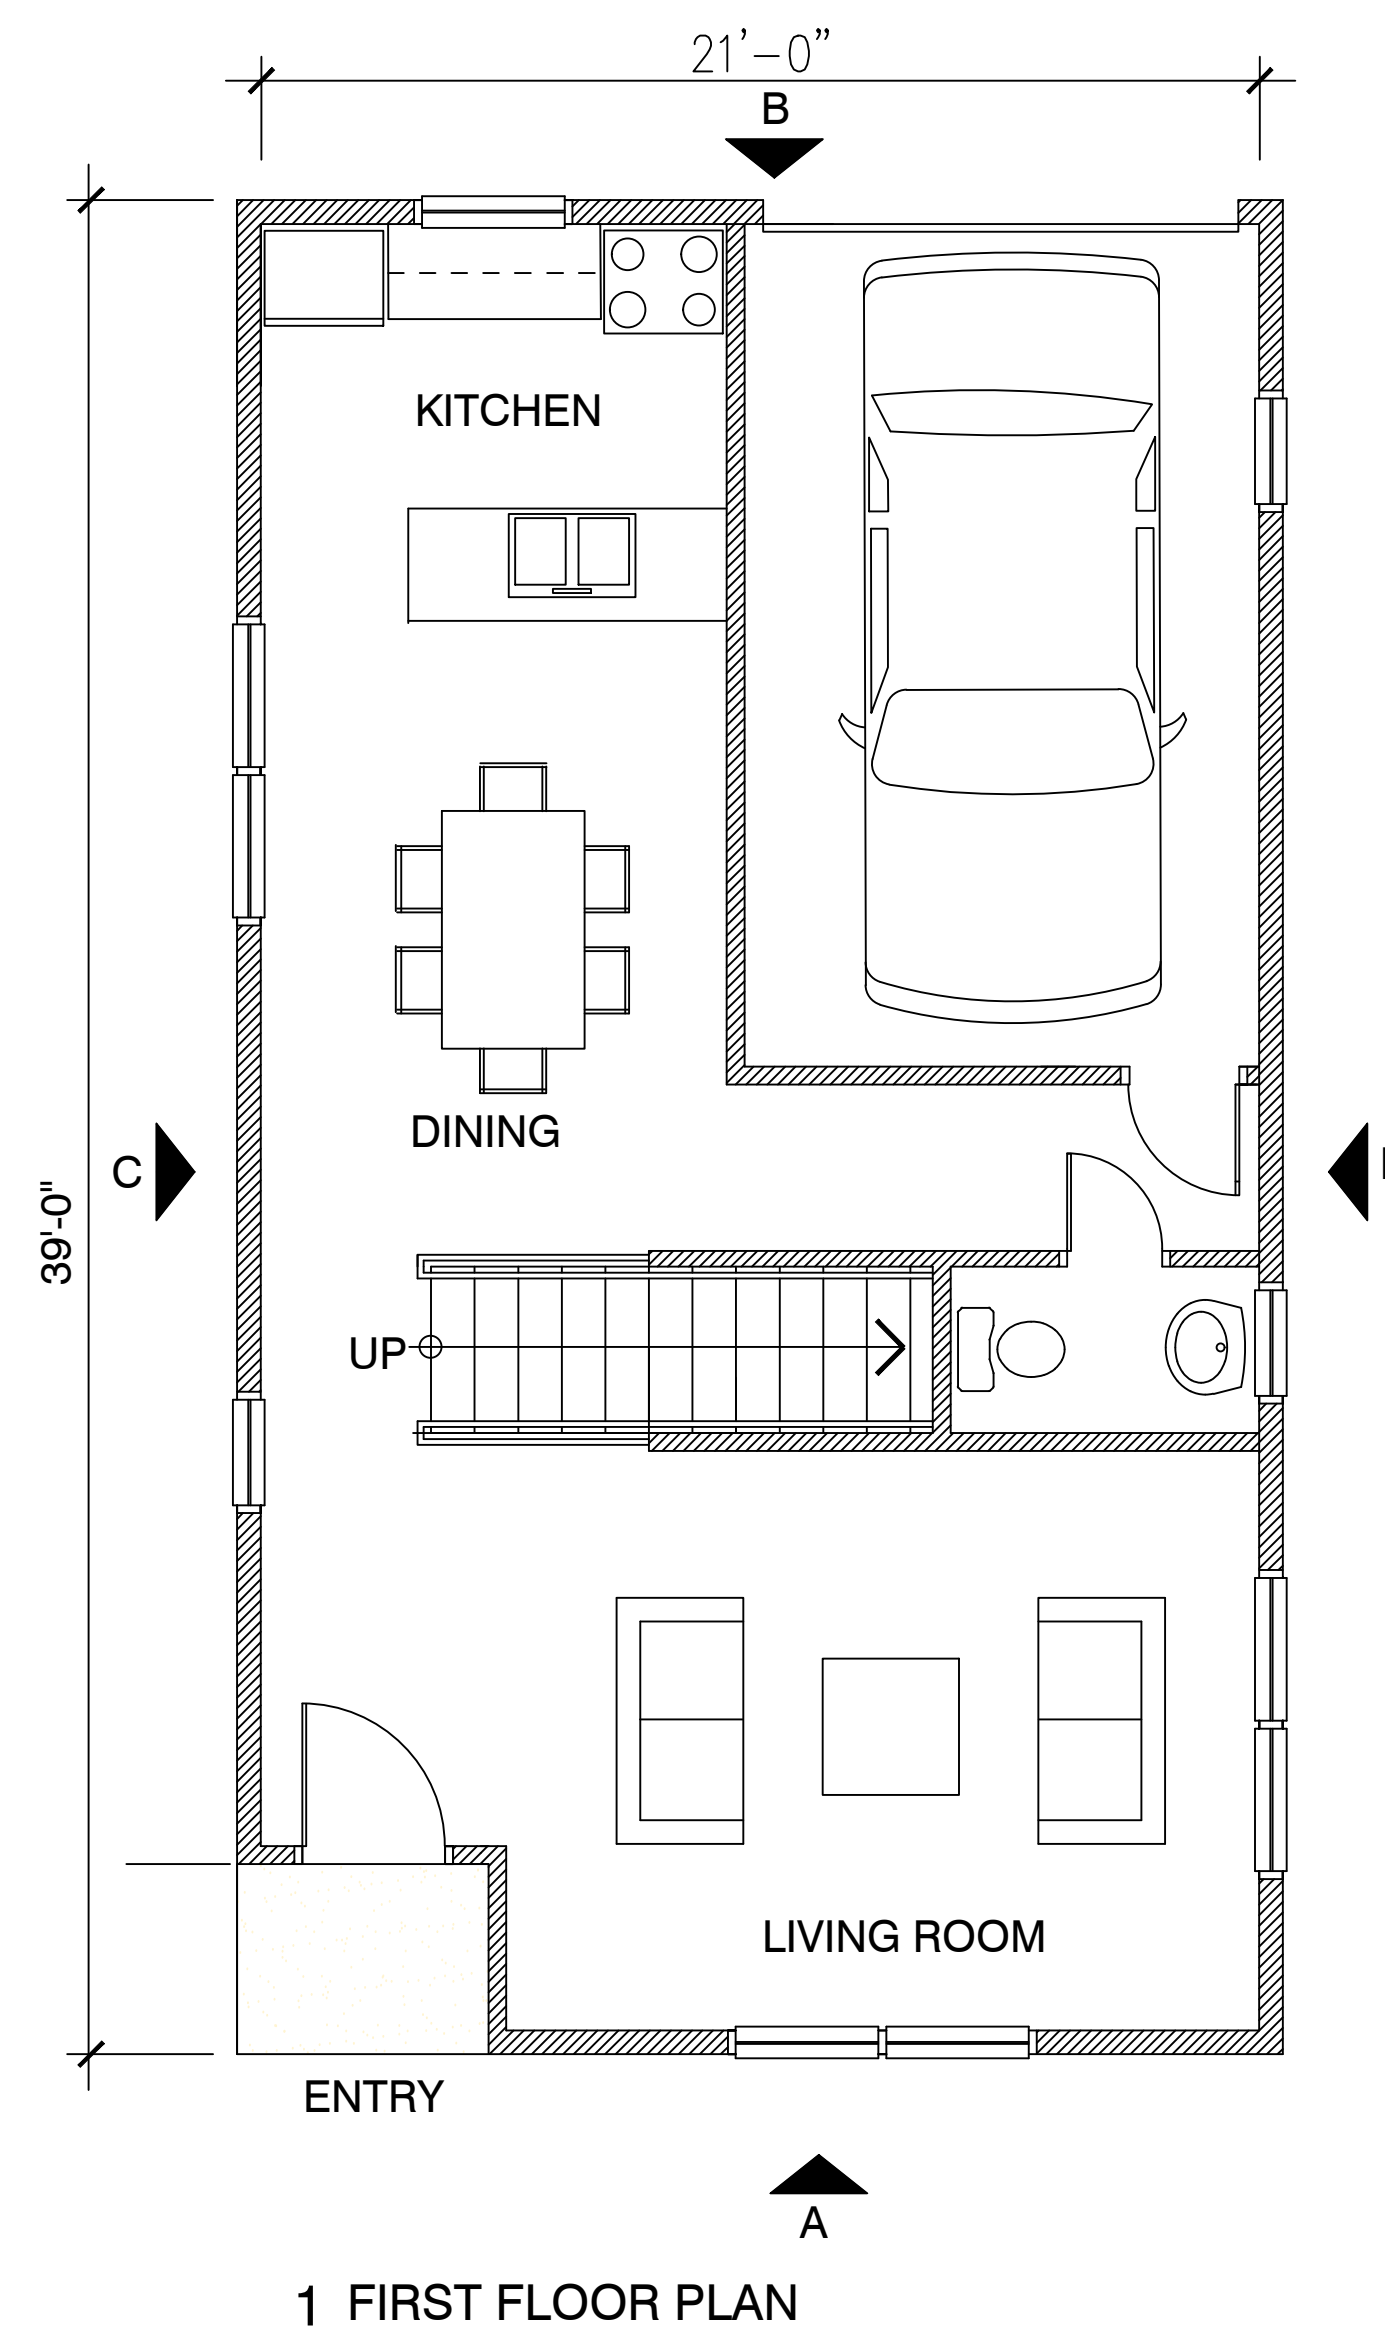 21'-0"
B
KITCHEN
DINING
C
39'-0"
UP
LIVING ROOM
ENTRY
A
1 FIRST FLOOR PLAN